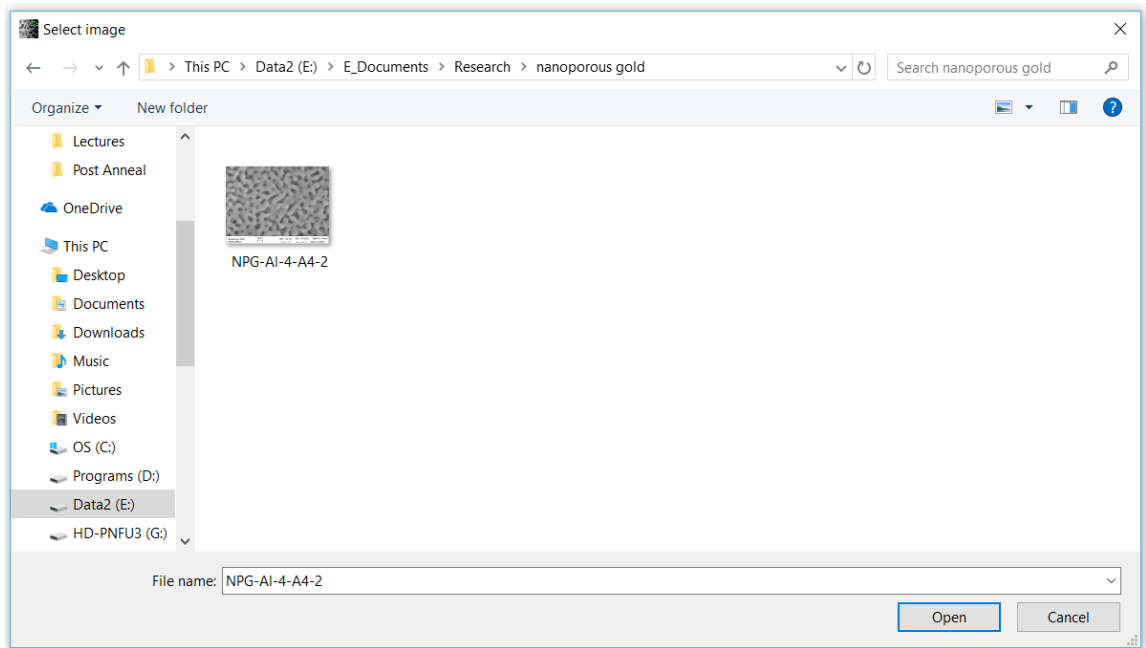 Select image
This PC > Data2 (E:) > E_Documents > Research > nanoporous gold
Search nanoporous gold
Organize
New folder
Lectures
Post Anneal
OneDrive
This PC
Desktop
Documents
Downloads
Music
Pictures
Videos
OS (C:)
Programs (D:)
Data2 (E:)
HD-PNFU3 (G:)
NPG-AI-4-A4-2
File name: NPG-AI-4-A4-2
Open
Cancel